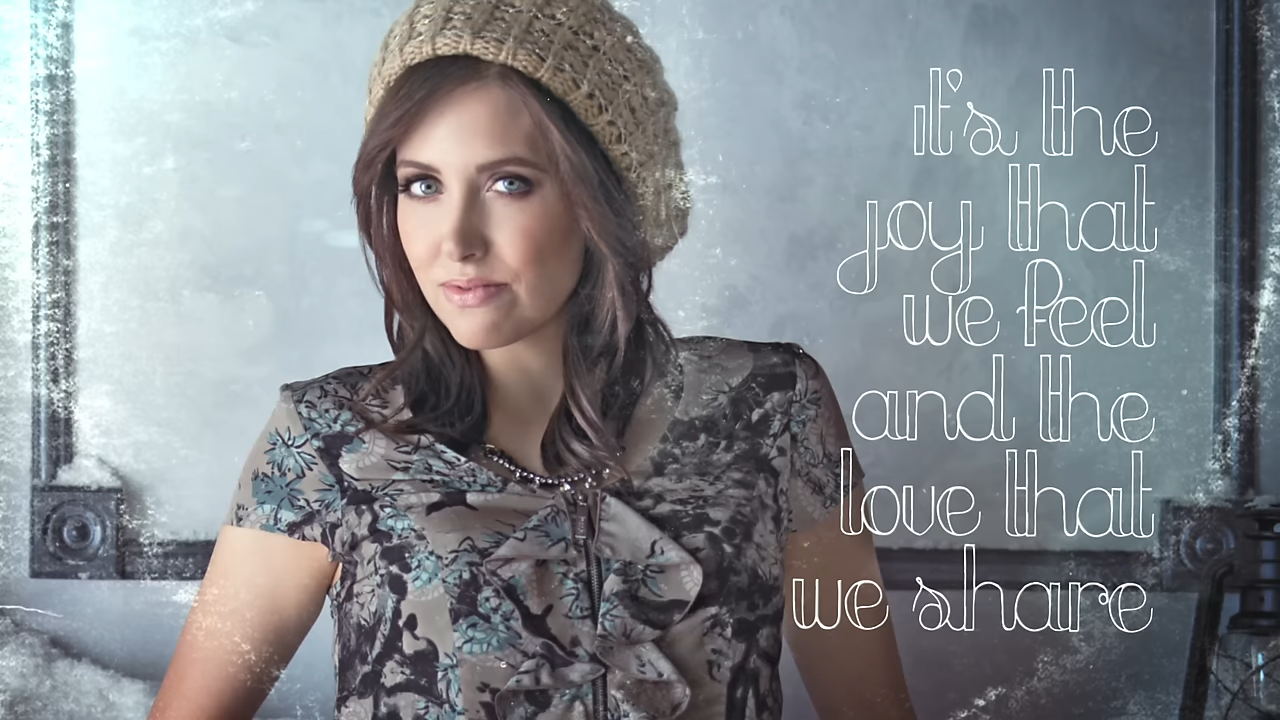 it's the
joy that
we feel
and the
love that
we share